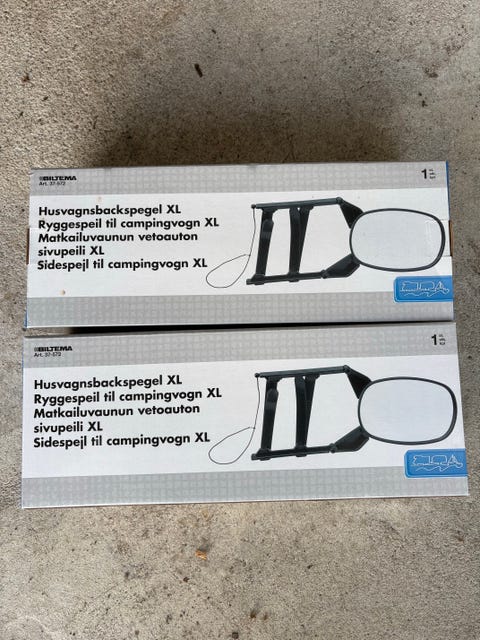 BILTEMA
Art. 37-572
1
Husvagnsbackspegel XL
Ryggespeil til campingvogn XL
Matkailuvaunun vetoauton
sivupeili XL
Sidespejl til campingvogn XL
BILTEMA
Art. 37-572
1
Husvagnsbackspegel XL
Ryggespeil til campingvogn XL
Matkailuvaunun vetoauton
sivupeili XL
Sidespejl til campingvogn XL